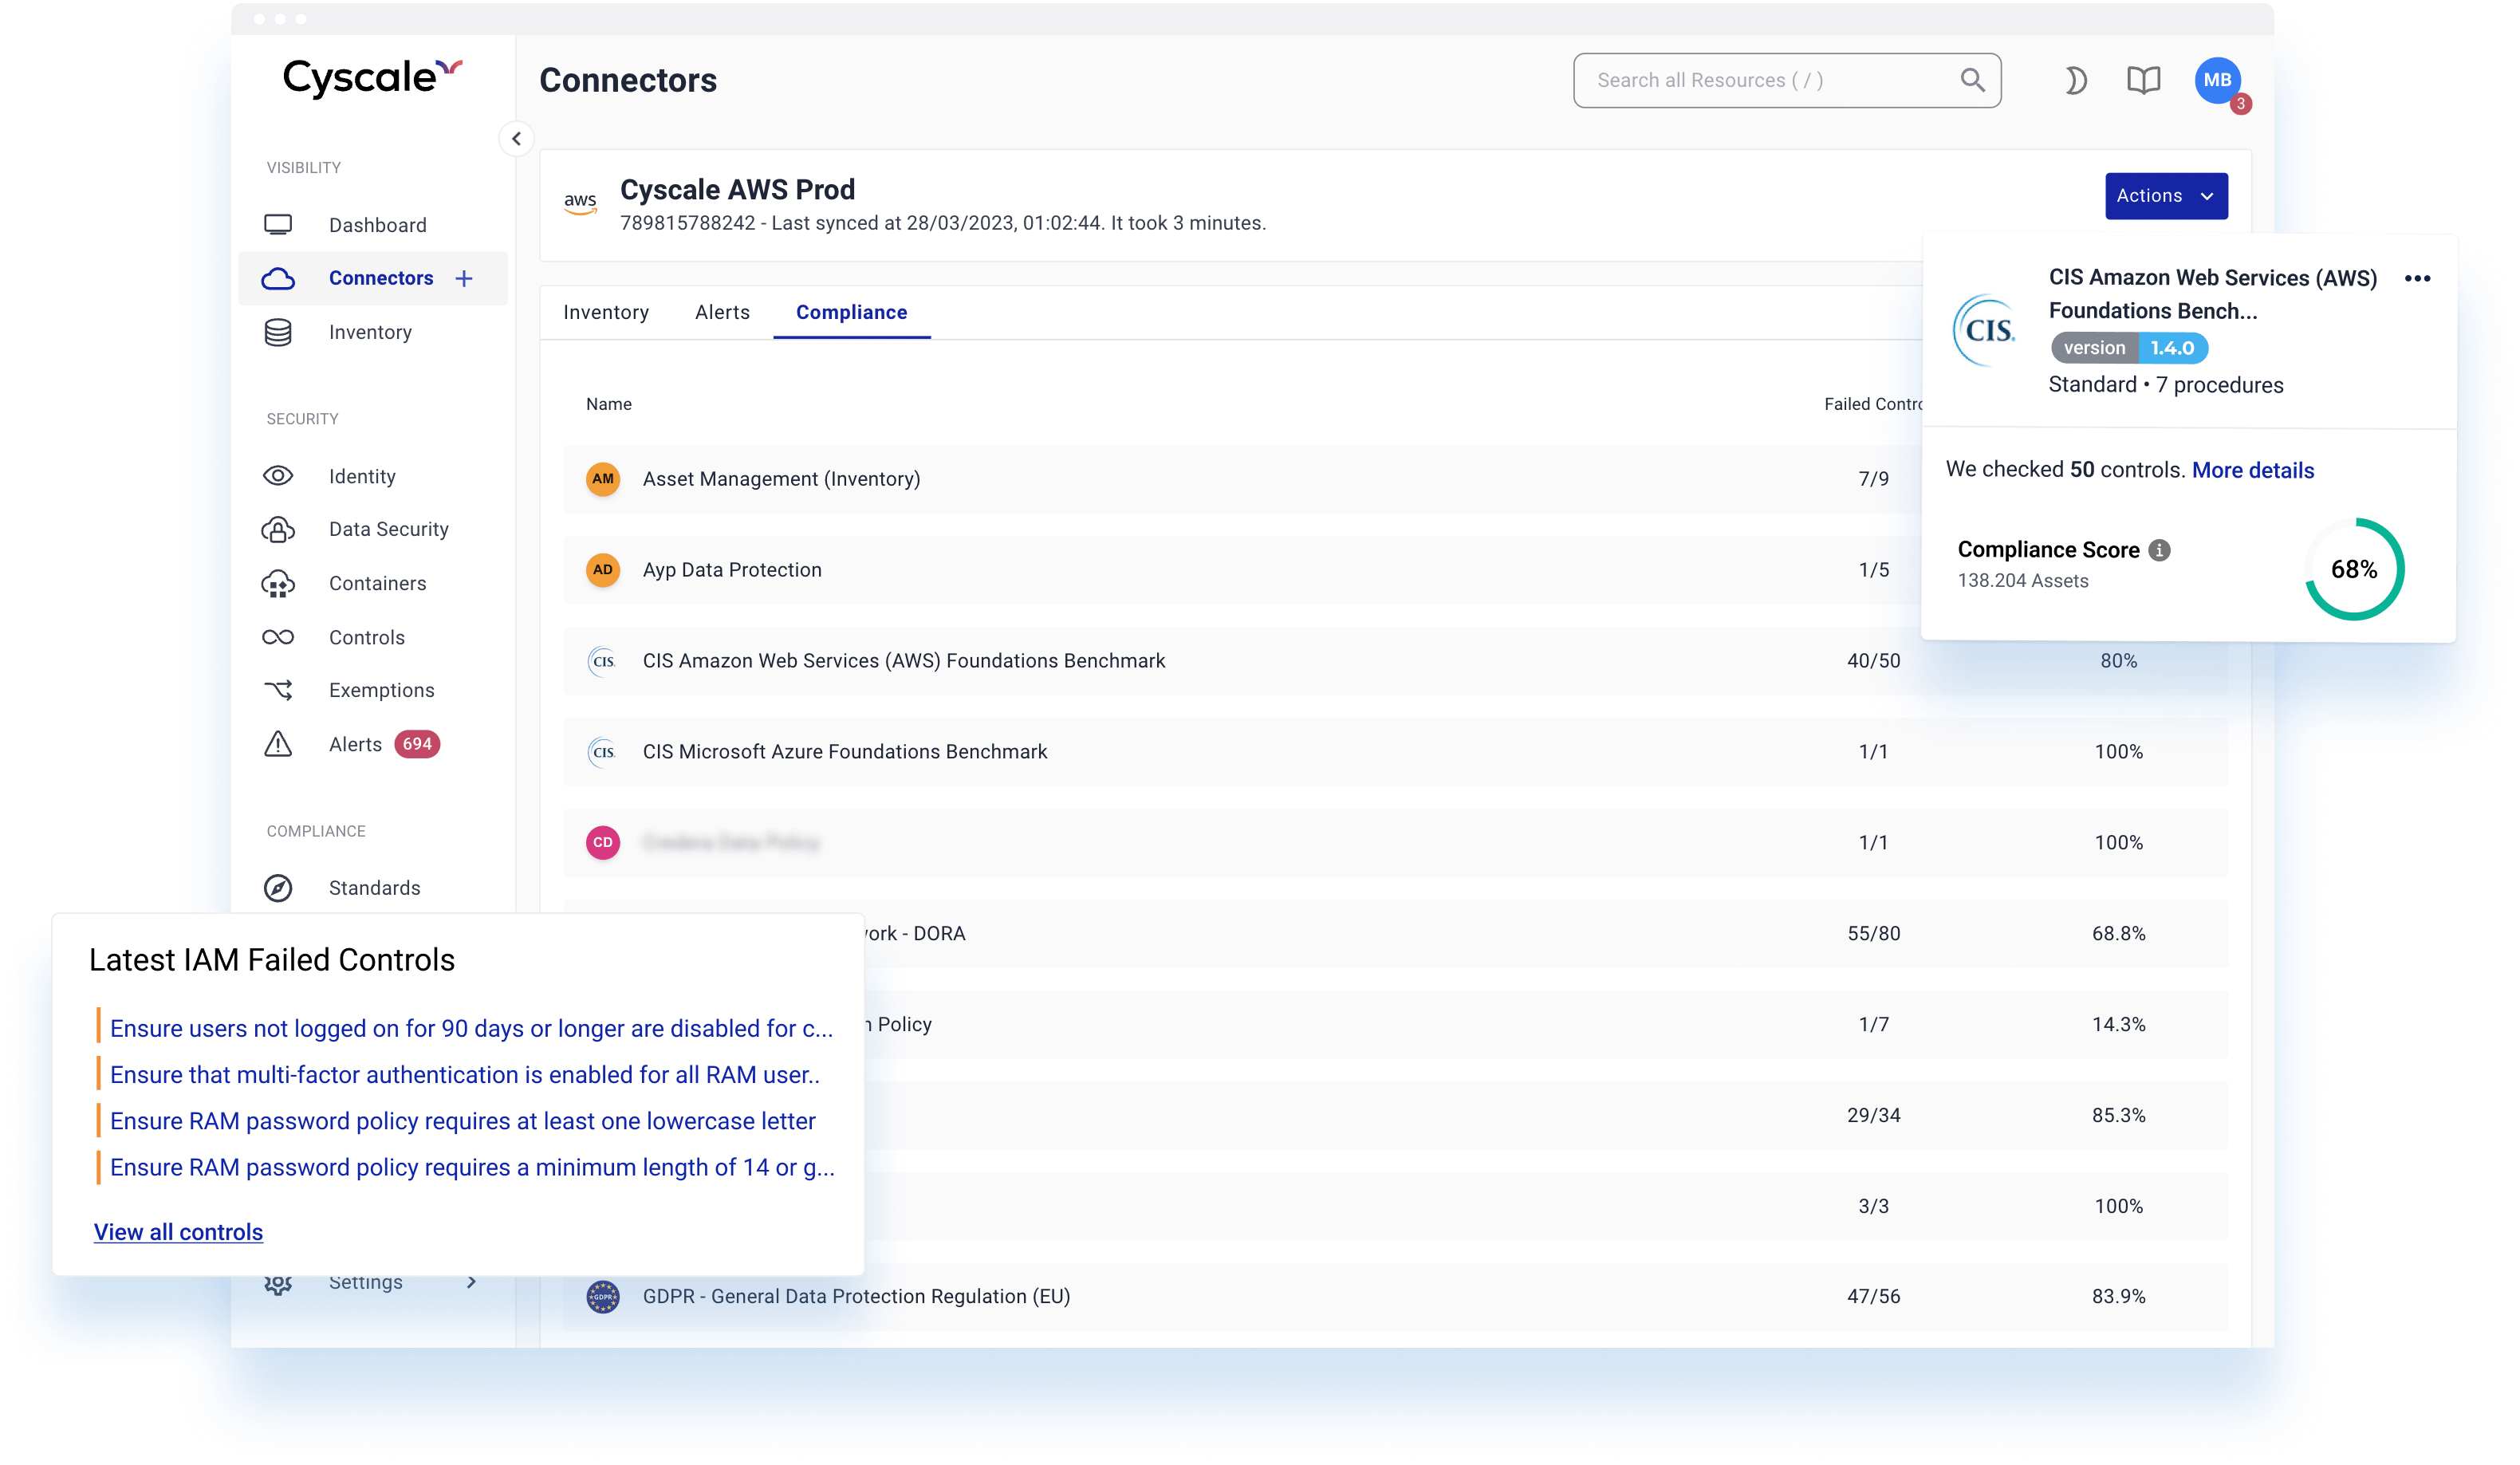 Cyscale
Connectors
Search all Resources ( / )
MB
3
VISIBILITY
Dashboard
Connectors +
Inventory
SECURITY
Identity
Data Security
Containers
Controls
Exemptions
Alerts 694
COMPLIANCE
Standards
Settings
aws
Cyscale AWS Prod
789815788242 - Last synced at 28/03/2023, 01:02:44. It took 3 minutes.
Actions
Inventory Alerts Compliance
Name Failed Contro
AM Asset Management (Inventory) 7/9
AD Ayp Data Protection 1/5
CIS. CIS Amazon Web Services (AWS) Foundations Benchmark 40/50 80%
CIS. CIS Microsoft Azure Foundations Benchmark 1/1 100%
CD 1/1 100%
ork - DORA 55/80 68.8%
Policy 1/7 14.3%
29/34 85.3%
3/3 100%
GDPR GDPR - General Data Protection Regulation (EU) 47/56 83.9%
CIS.
CIS Amazon Web Services (AWS)
Foundations Bench...
version 1.4.0
Standard • 7 procedures
We checked 50 controls. More details
Compliance Score
138.204 Assets
68%
Latest IAM Failed Controls
Ensure users not logged on for 90 days or longer are disabled for c...
Ensure that multi-factor authentication is enabled for all RAM user..
Ensure RAM password policy requires at least one lowercase letter
Ensure RAM password policy requires a minimum length of 14 or g...
View all controls